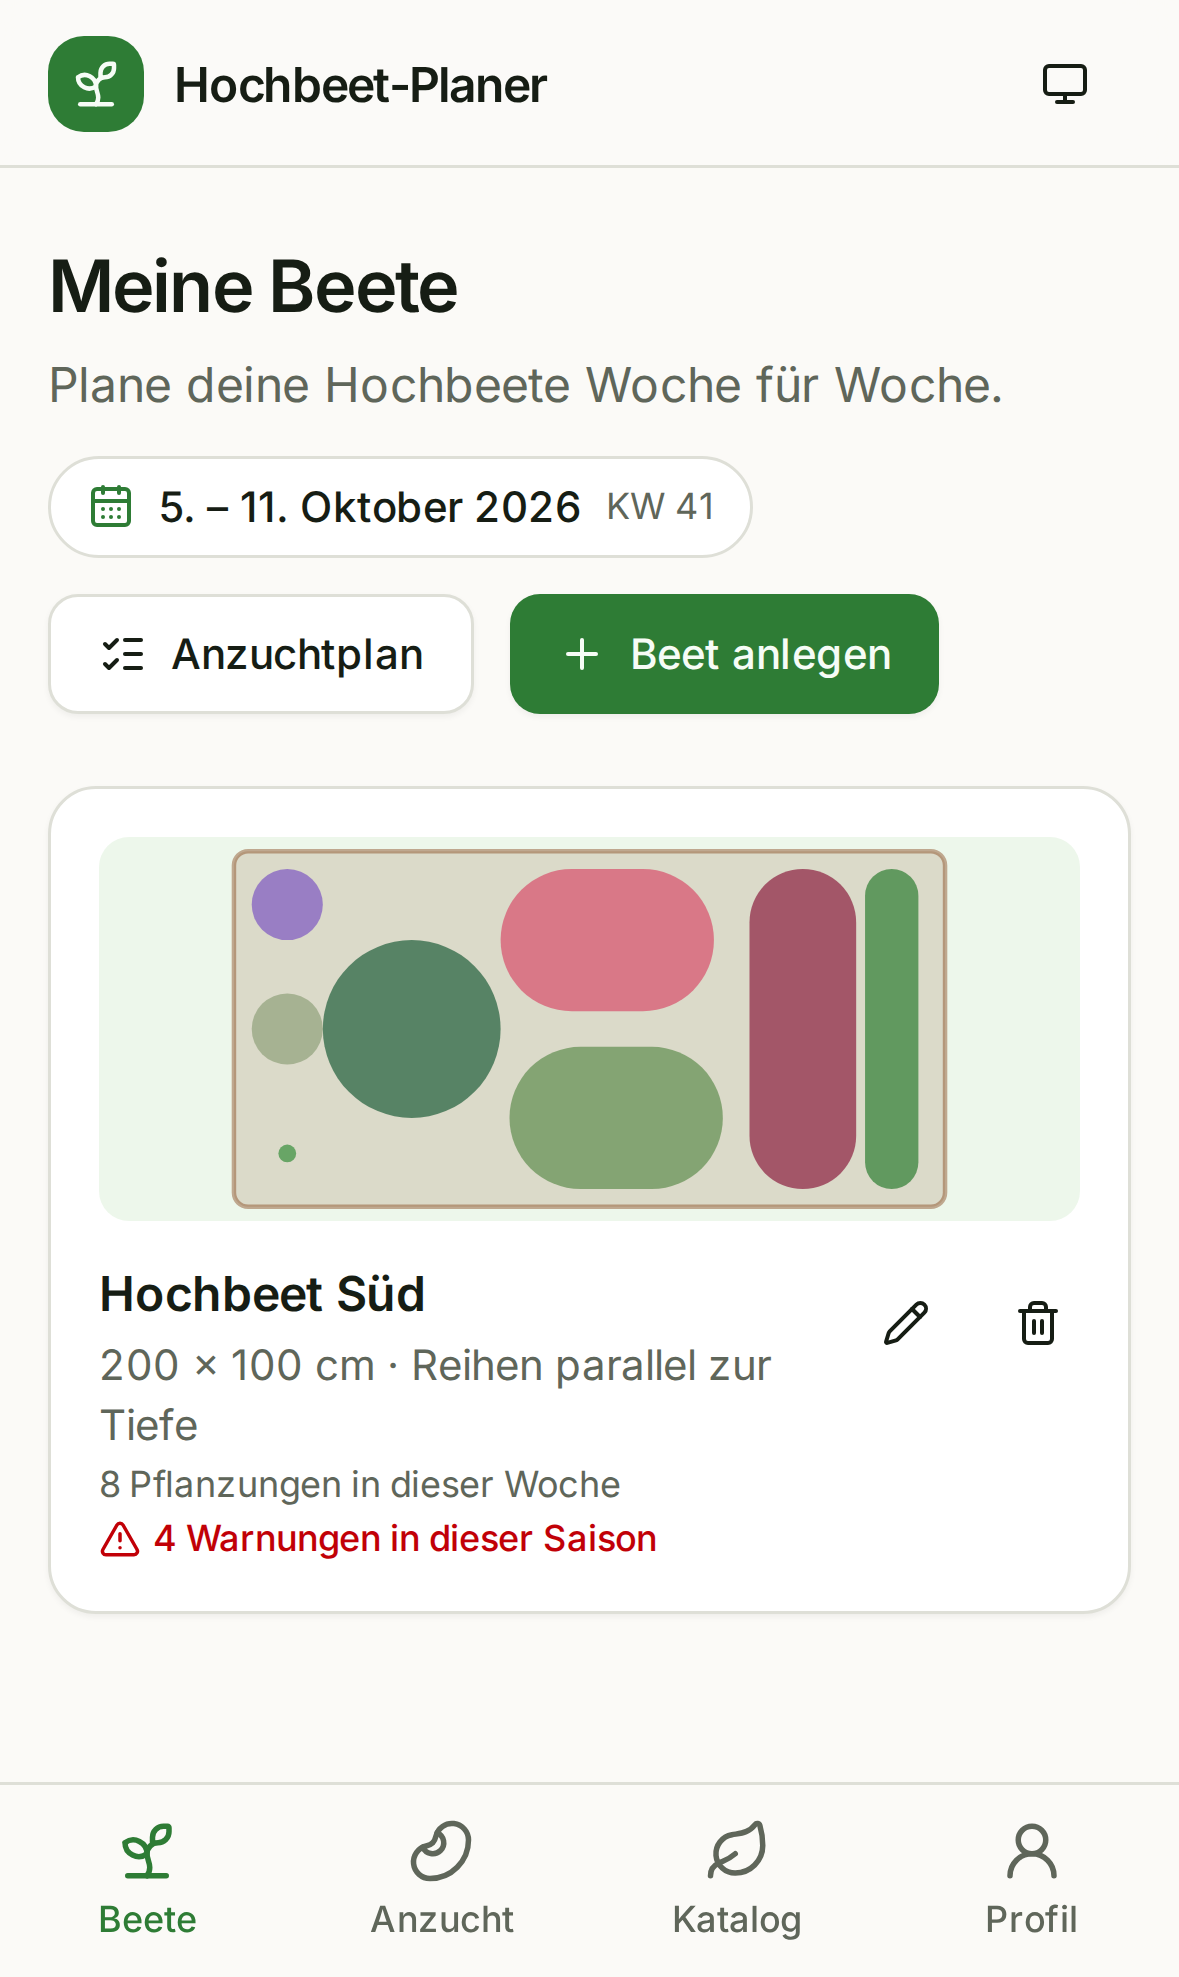 Hochbeet-Planer
Meine Beete
Plane deine Hochbeete Woche für Woche.
5. – 11. Oktober 2026 KW 41
Anzuchtplan
Beet anlegen
Hochbeet Süd
200 × 100 cm · Reihen parallel zur
Tiefe
8 Pflanzungen in dieser Woche
4 Warnungen in dieser Saison
Beete
Anzucht
Katalog
Profil